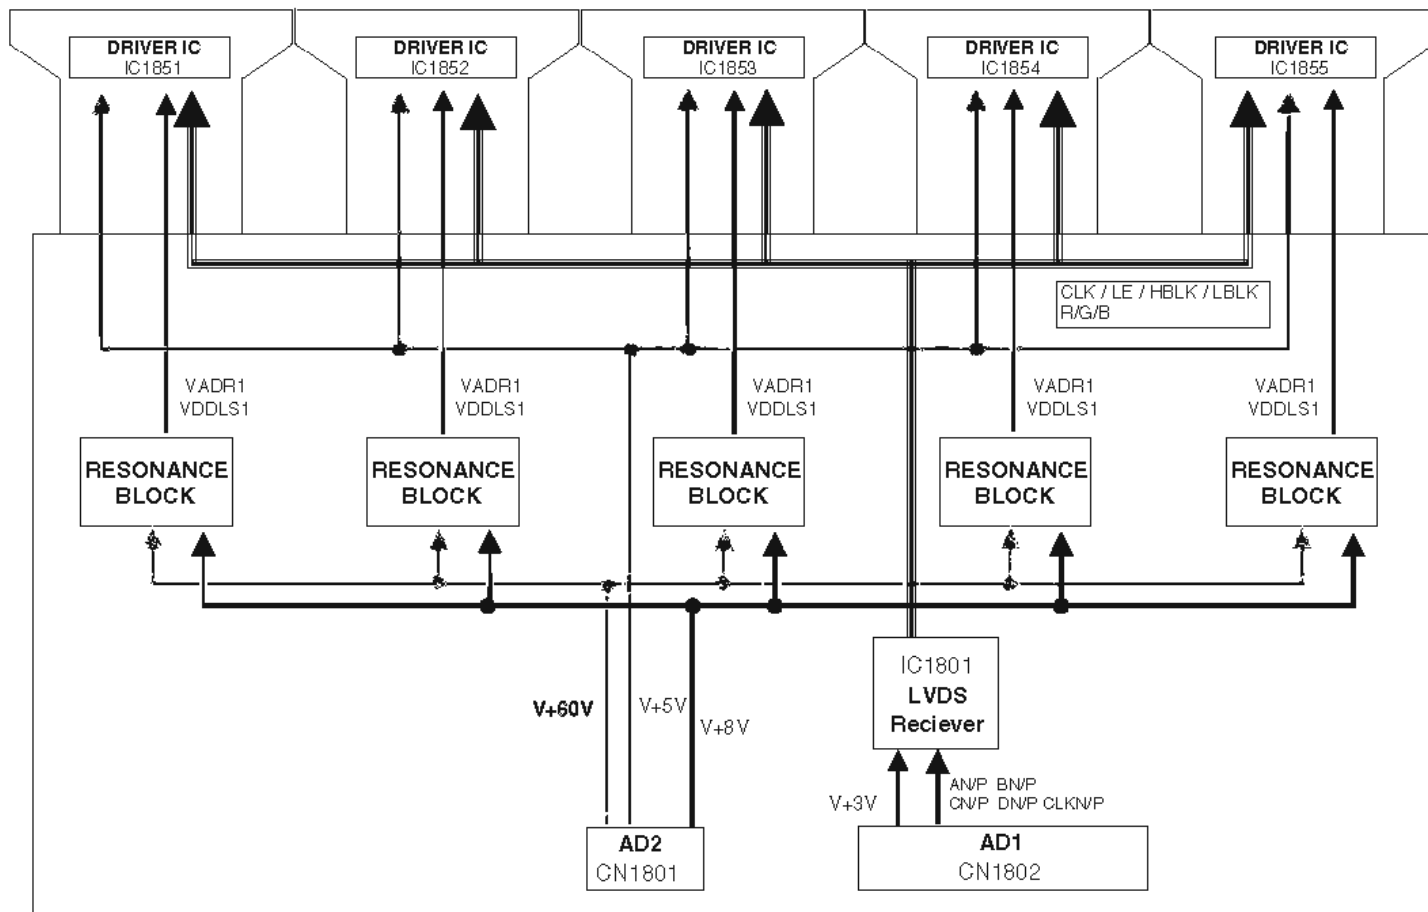 DRIVER IC
IC1851
DRIVER IC
IC1852
DRIVER IC
IC1853
DRIVER IC
IC1854
DRIVER IC
IC1855
CLK / LE / HBLK / LBLK
R/G/B
VADR1
VDDLS1
VADR1
VDDLS1
VADR1
VDDLS1
VADR1
VDDLS1
VADR1
VDDLS1
RESONANCE
BLOCK
RESONANCE
BLOCK
RESONANCE
BLOCK
RESONANCE
BLOCK
RESONANCE
BLOCK
IC1801
LVDS
Reciever
V+60V
V+5V
V+8V
V+3V
AN/P BN/P
CN/P DN/P CLKN/P
AD2
CN1801
AD1
CN1802